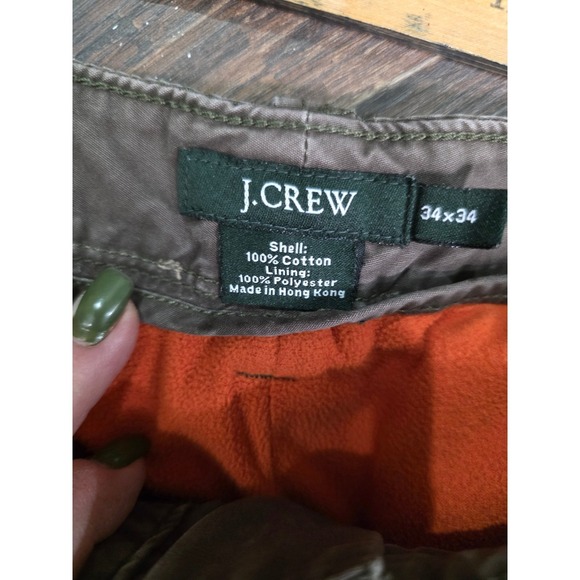 J.CREW
34x34
Shell:
100% Cotton
Lining:
100% Polyester
Made in Hong Kong